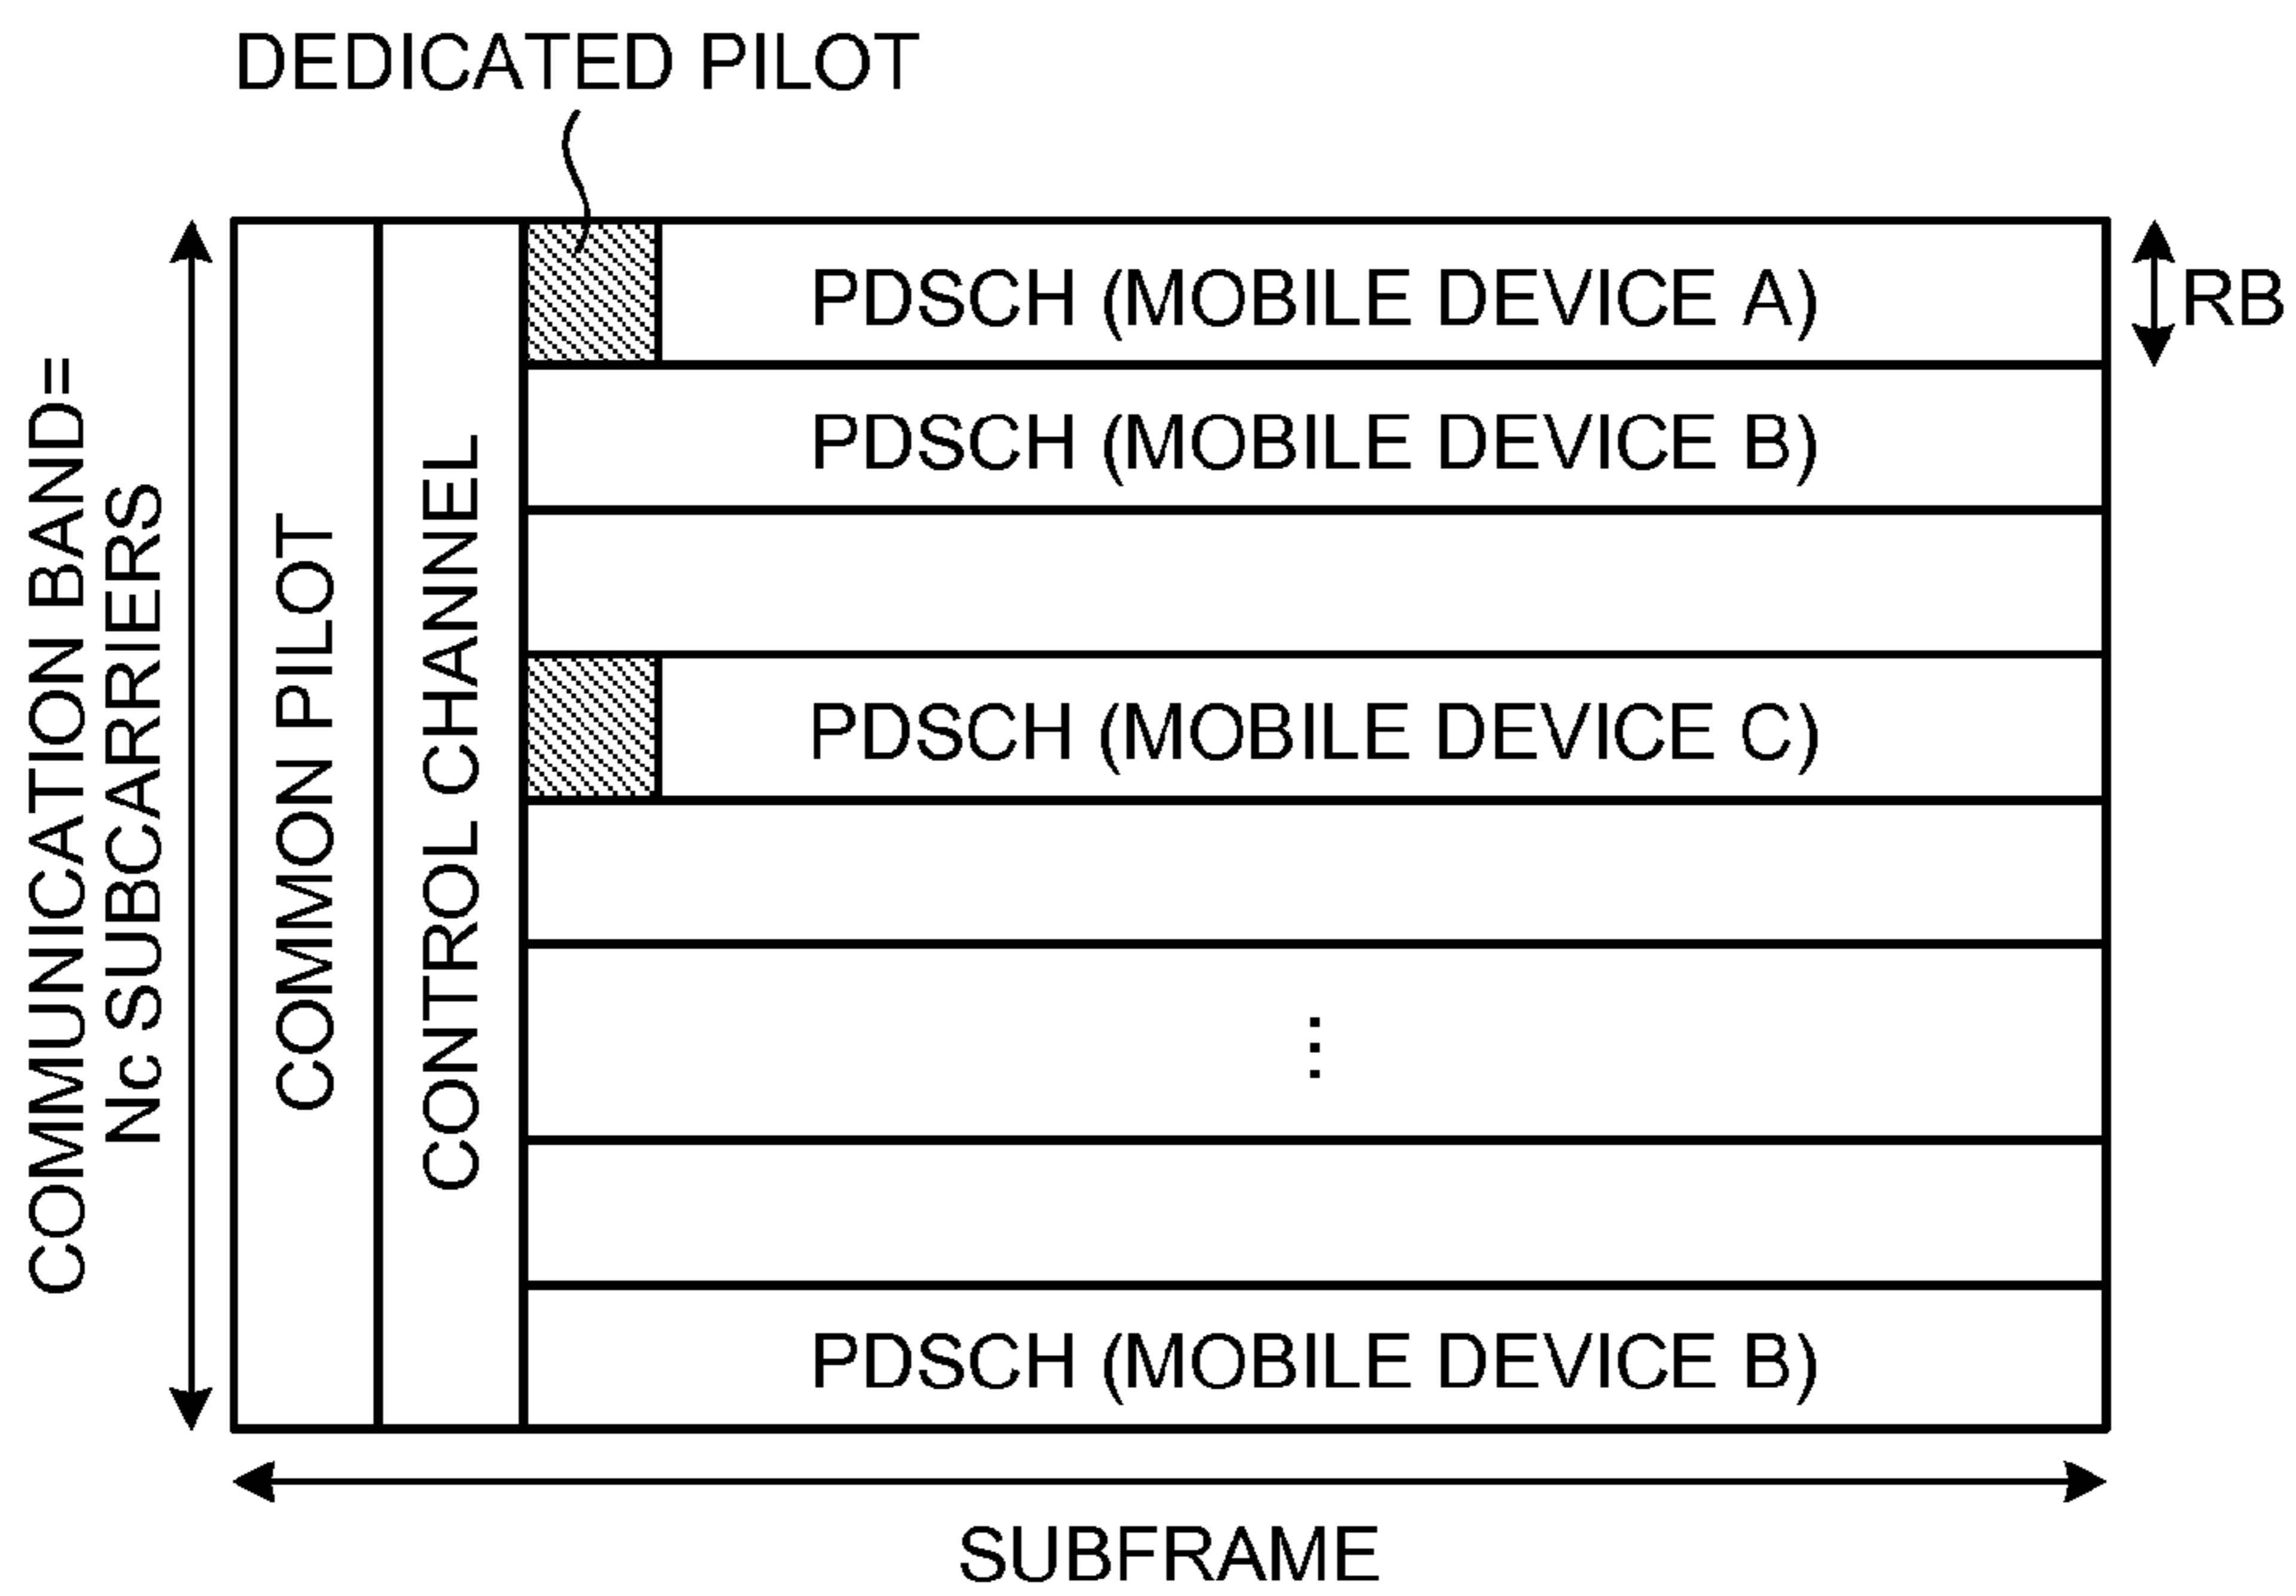 DEDICATED PILOT
COMMUNICATION BAND=
Nc SUBCARRIERS
COMMON PILOT
CONTROL CHANNEL
PDSCH (MOBILE DEVICE A)
RB
PDSCH (MOBILE DEVICE B)
PDSCH (MOBILE DEVICE C)
⋮
PDSCH (MOBILE DEVICE B)
SUBFRAME